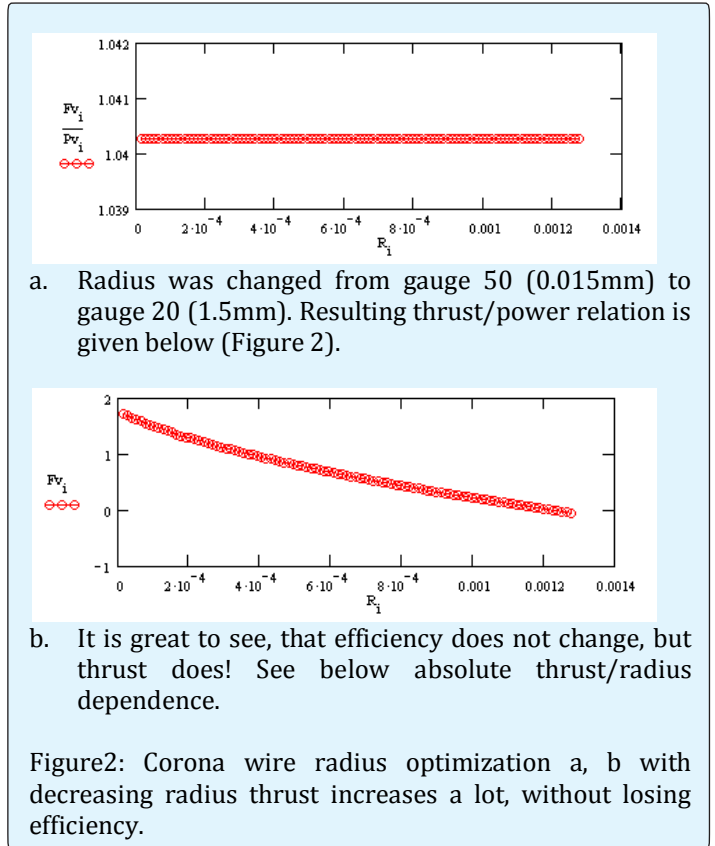 1.042
1.041
Fv_i
Pv_i
1.04
1.039
0 2·10^-4 4·10^-4 6·10^-4 8·10^-4 0.001 0.0012 0.0014
R_i
a. Radius was changed from gauge 50 (0.015mm) to
gauge 20 (1.5mm). Resulting thrust/power relation is
given below (Figure 2).
2
1
Fv_i
0
-1
0 2·10^-4 4·10^-4 6·10^-4 8·10^-4 0.001 0.0012 0.0014
R_i
b. It is great to see, that efficiency does not change, but
thrust does! See below absolute thrust/radius
dependence.
Figure2: Corona wire radius optimization a, b with
decreasing radius thrust increases a lot, without losing
efficiency.